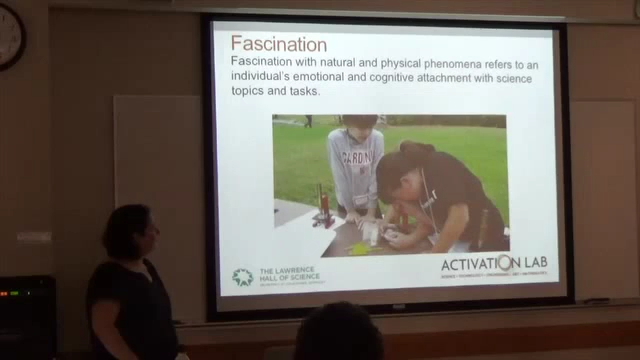 Fascination
Fascination with natural and physical phenomena refers to an
individual's emotional and cognitive attachment with science
topics and tasks.
THE LAWRENCE
HALL OF SCIENCE
ACTIVATION LAB